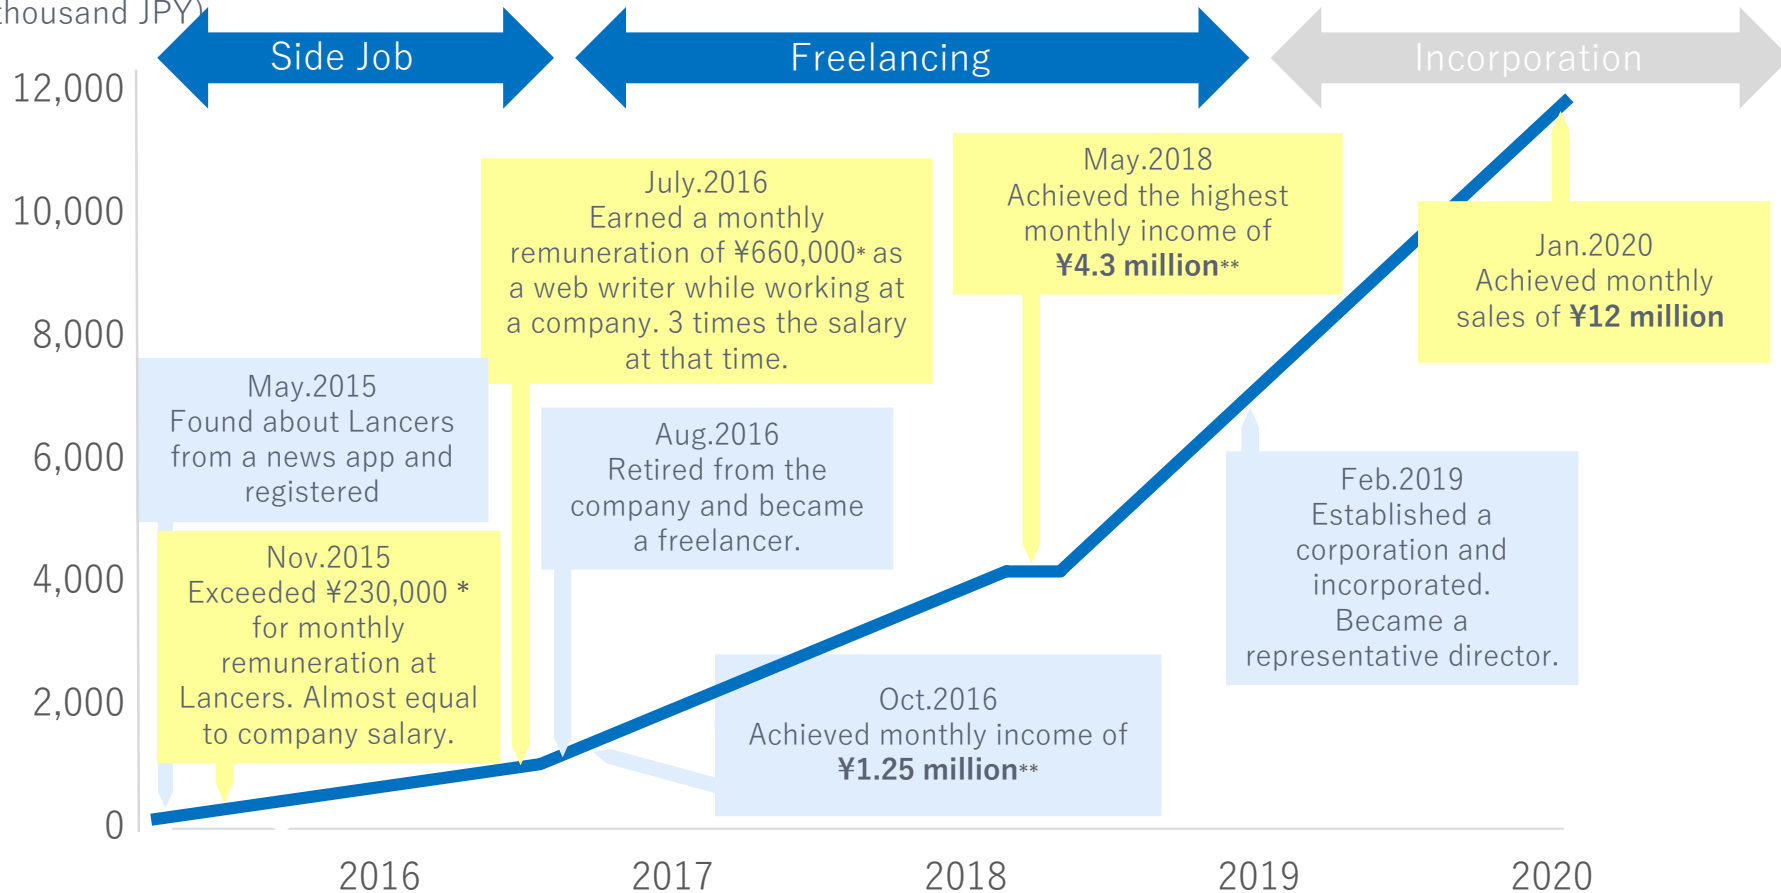 thousand JPY)
Side Job
Freelancing
Incorporation
12,000
10,000
8,000
6,000
4,000
2,000
0
May.2015
Found about Lancers
from a news app and
registered
Nov.2015
Exceeded ¥230,000 *
for monthly
remuneration at
Lancers. Almost equal
to company salary.
July.2016
Earned a monthly
remuneration of ¥660,000* as
a web writer while working at
a company. 3 times the salary
at that time.
Aug.2016
Retired from the
company and became
a freelancer.
Oct.2016
Achieved monthly income of
¥1.25 million**
May.2018
Achieved the highest
monthly income of
¥4.3 million**
Feb.2019
Established a
corporation and
incorporated.
Became a
representative director.
Jan.2020
Achieved monthly
sales of ¥12 million
2016
2017
2018
2019
2020